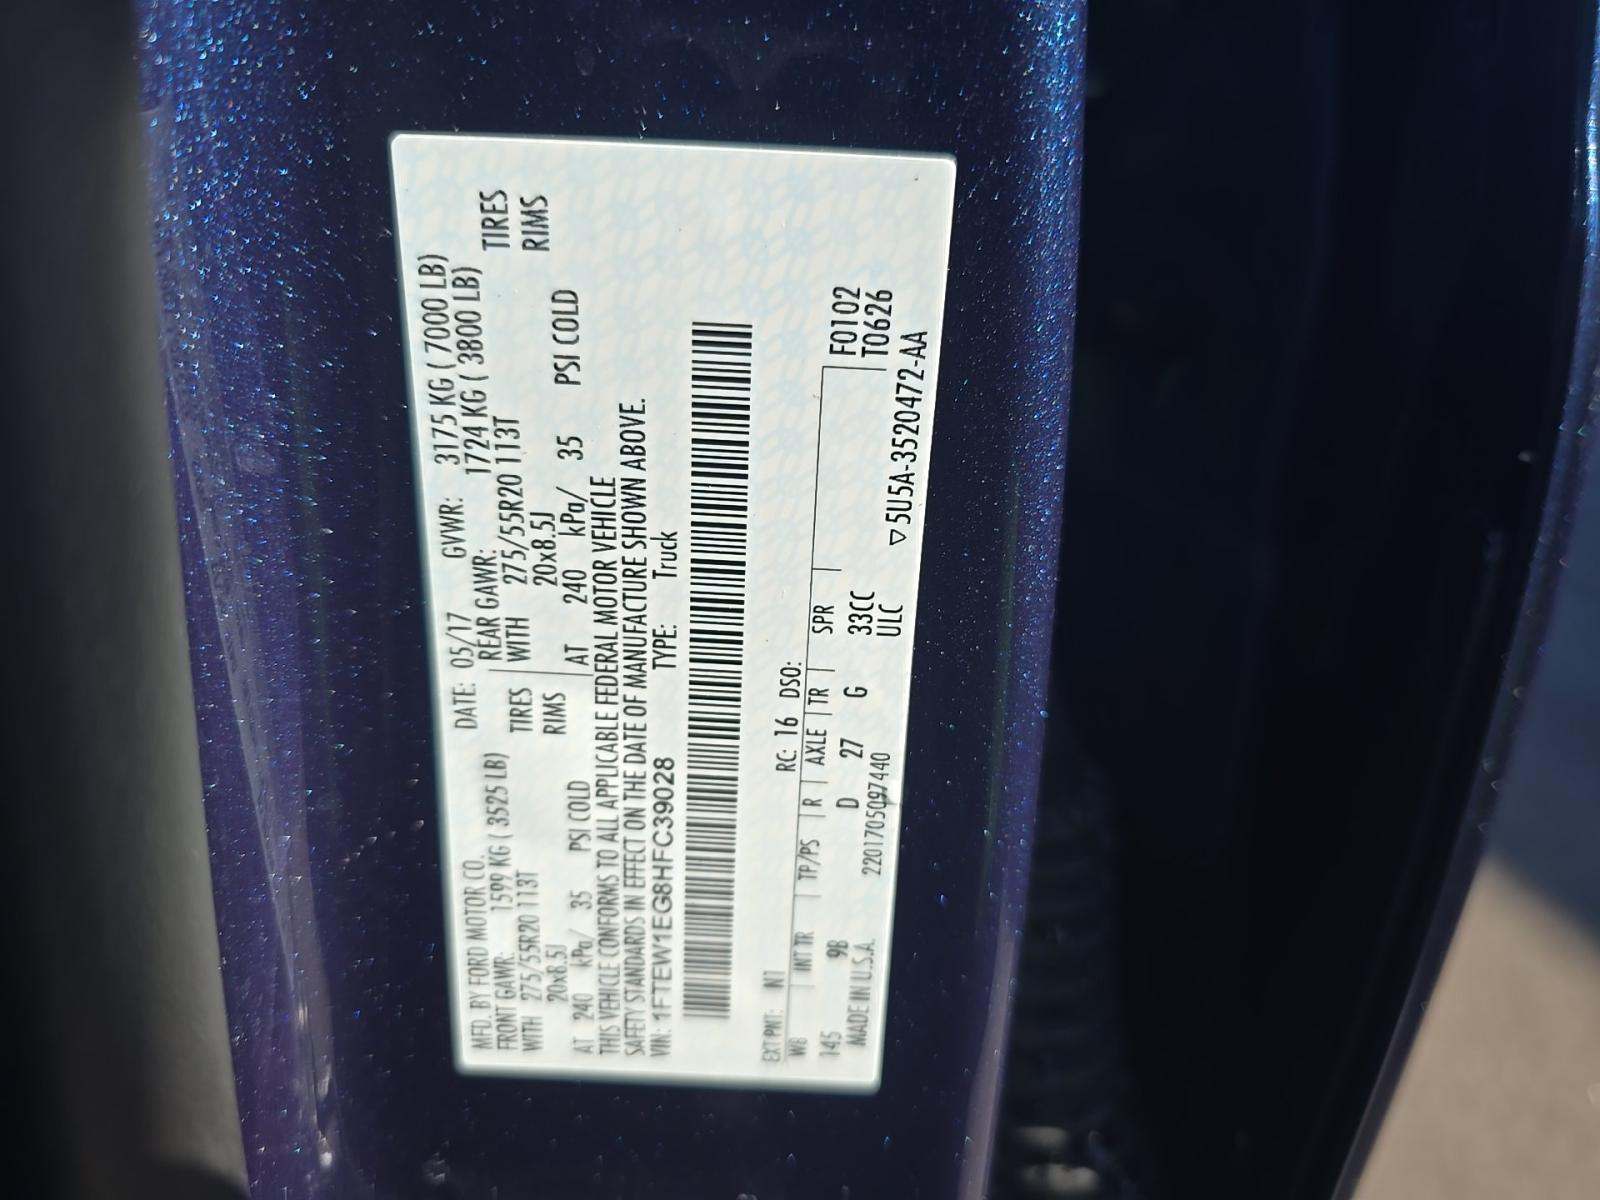 MFD. BY FORD MOTOR CO. DATE: 05/17 GVWR: 3175 KG ( 7000 LB)
FRONT GAWR: 1599 KG ( 3525 LB) REAR GAWR: 1724 KG ( 3800 LB)
WITH 275/55R20 113T TIRES WITH 275/55R20 113T TIRES
20x8.5J RIMS 20x8.5J RIMS
AT 240 kPa/ 35 PSI COLD AT 240 kPa/ 35 PSI COLD
THIS VEHICLE CONFORMS TO ALL APPLICABLE FEDERAL MOTOR VEHICLE
SAFETY STANDARDS IN EFFECT ON THE DATE OF MANUFACTURE SHOWN ABOVE.
VIN: 1FTEW1EG8HFC39028 TYPE: Truck
EXT PNT: N1 RC: 16 DSO:
WB INT TR TP/PS R AXLE TR SPR
145 9B D 27 G 33CC F0102
ULC T0626
MADE IN U.S.A. 2201705097440 ▽5U5A-3520472-AA